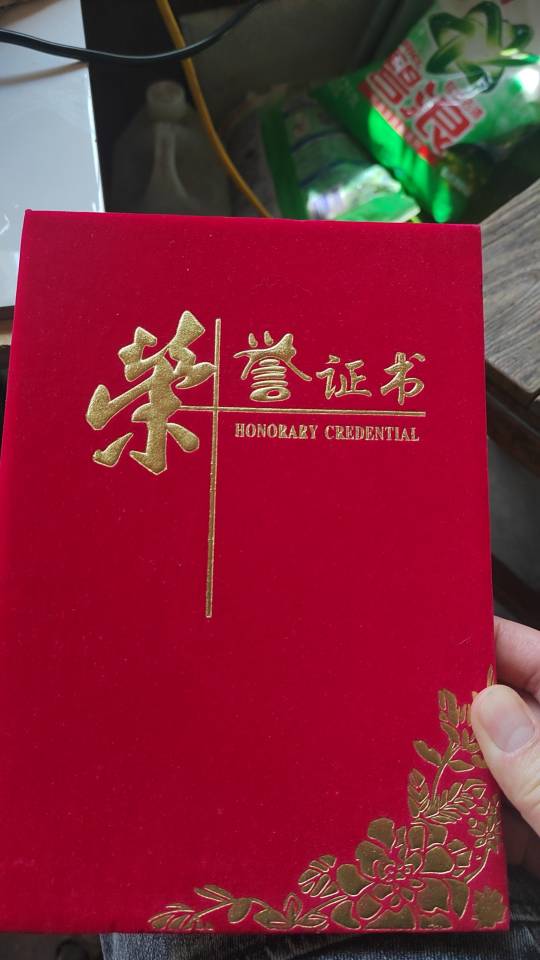 荣誉证书
HONORARY CREDENTIAL